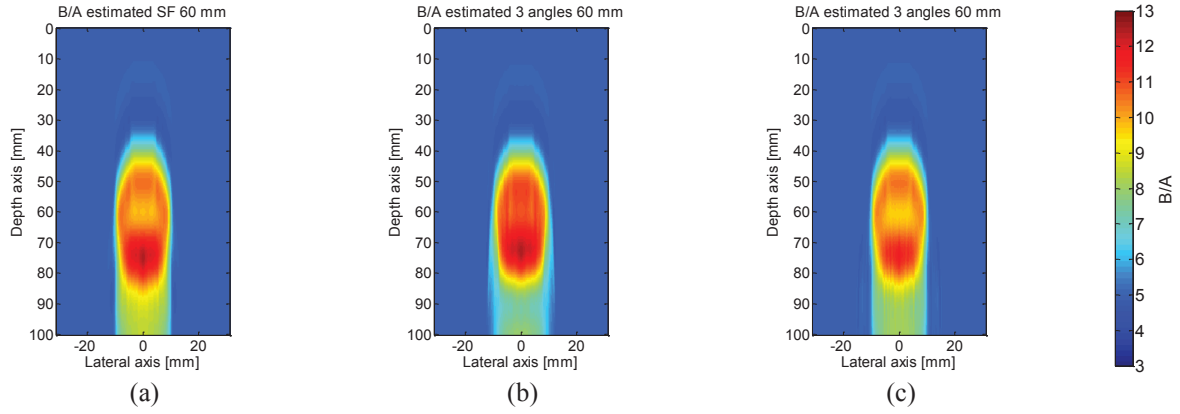 B/A estimated SF 60 mm
0
10
20
30
40
50
60
70
80
90
100
Depth axis [mm]
-20 0 20
Lateral axis [mm]
(a)
B/A estimated 3 angles 60 mm
0
10
20
30
40
50
60
70
80
90
100
Depth axis [mm]
-20 0 20
Lateral axis [mm]
(b)
B/A estimated 3 angles 60 mm
0
10
20
30
40
50
60
70
80
90
100
Depth axis [mm]
-20 0 20
Lateral axis [mm]
(c)
13
12
11
10
9
8
7
6
5
4
3
B/A